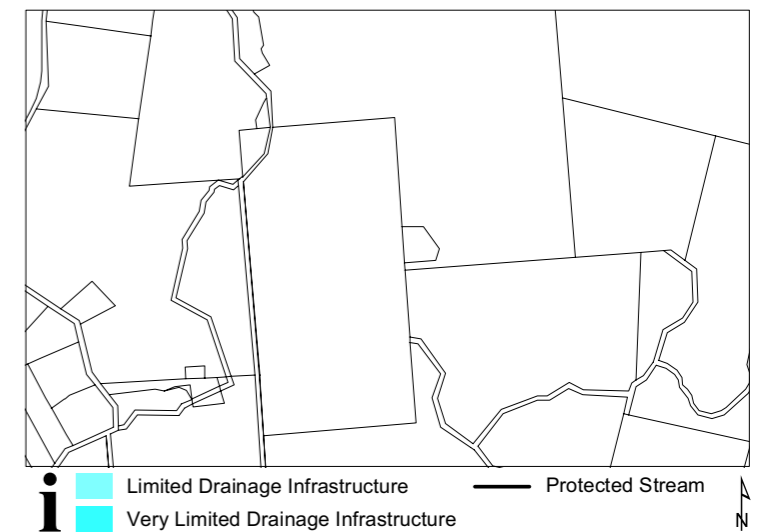 i
Limited Drainage Infrastructure
Very Limited Drainage Infrastructure
Protected Stream
N